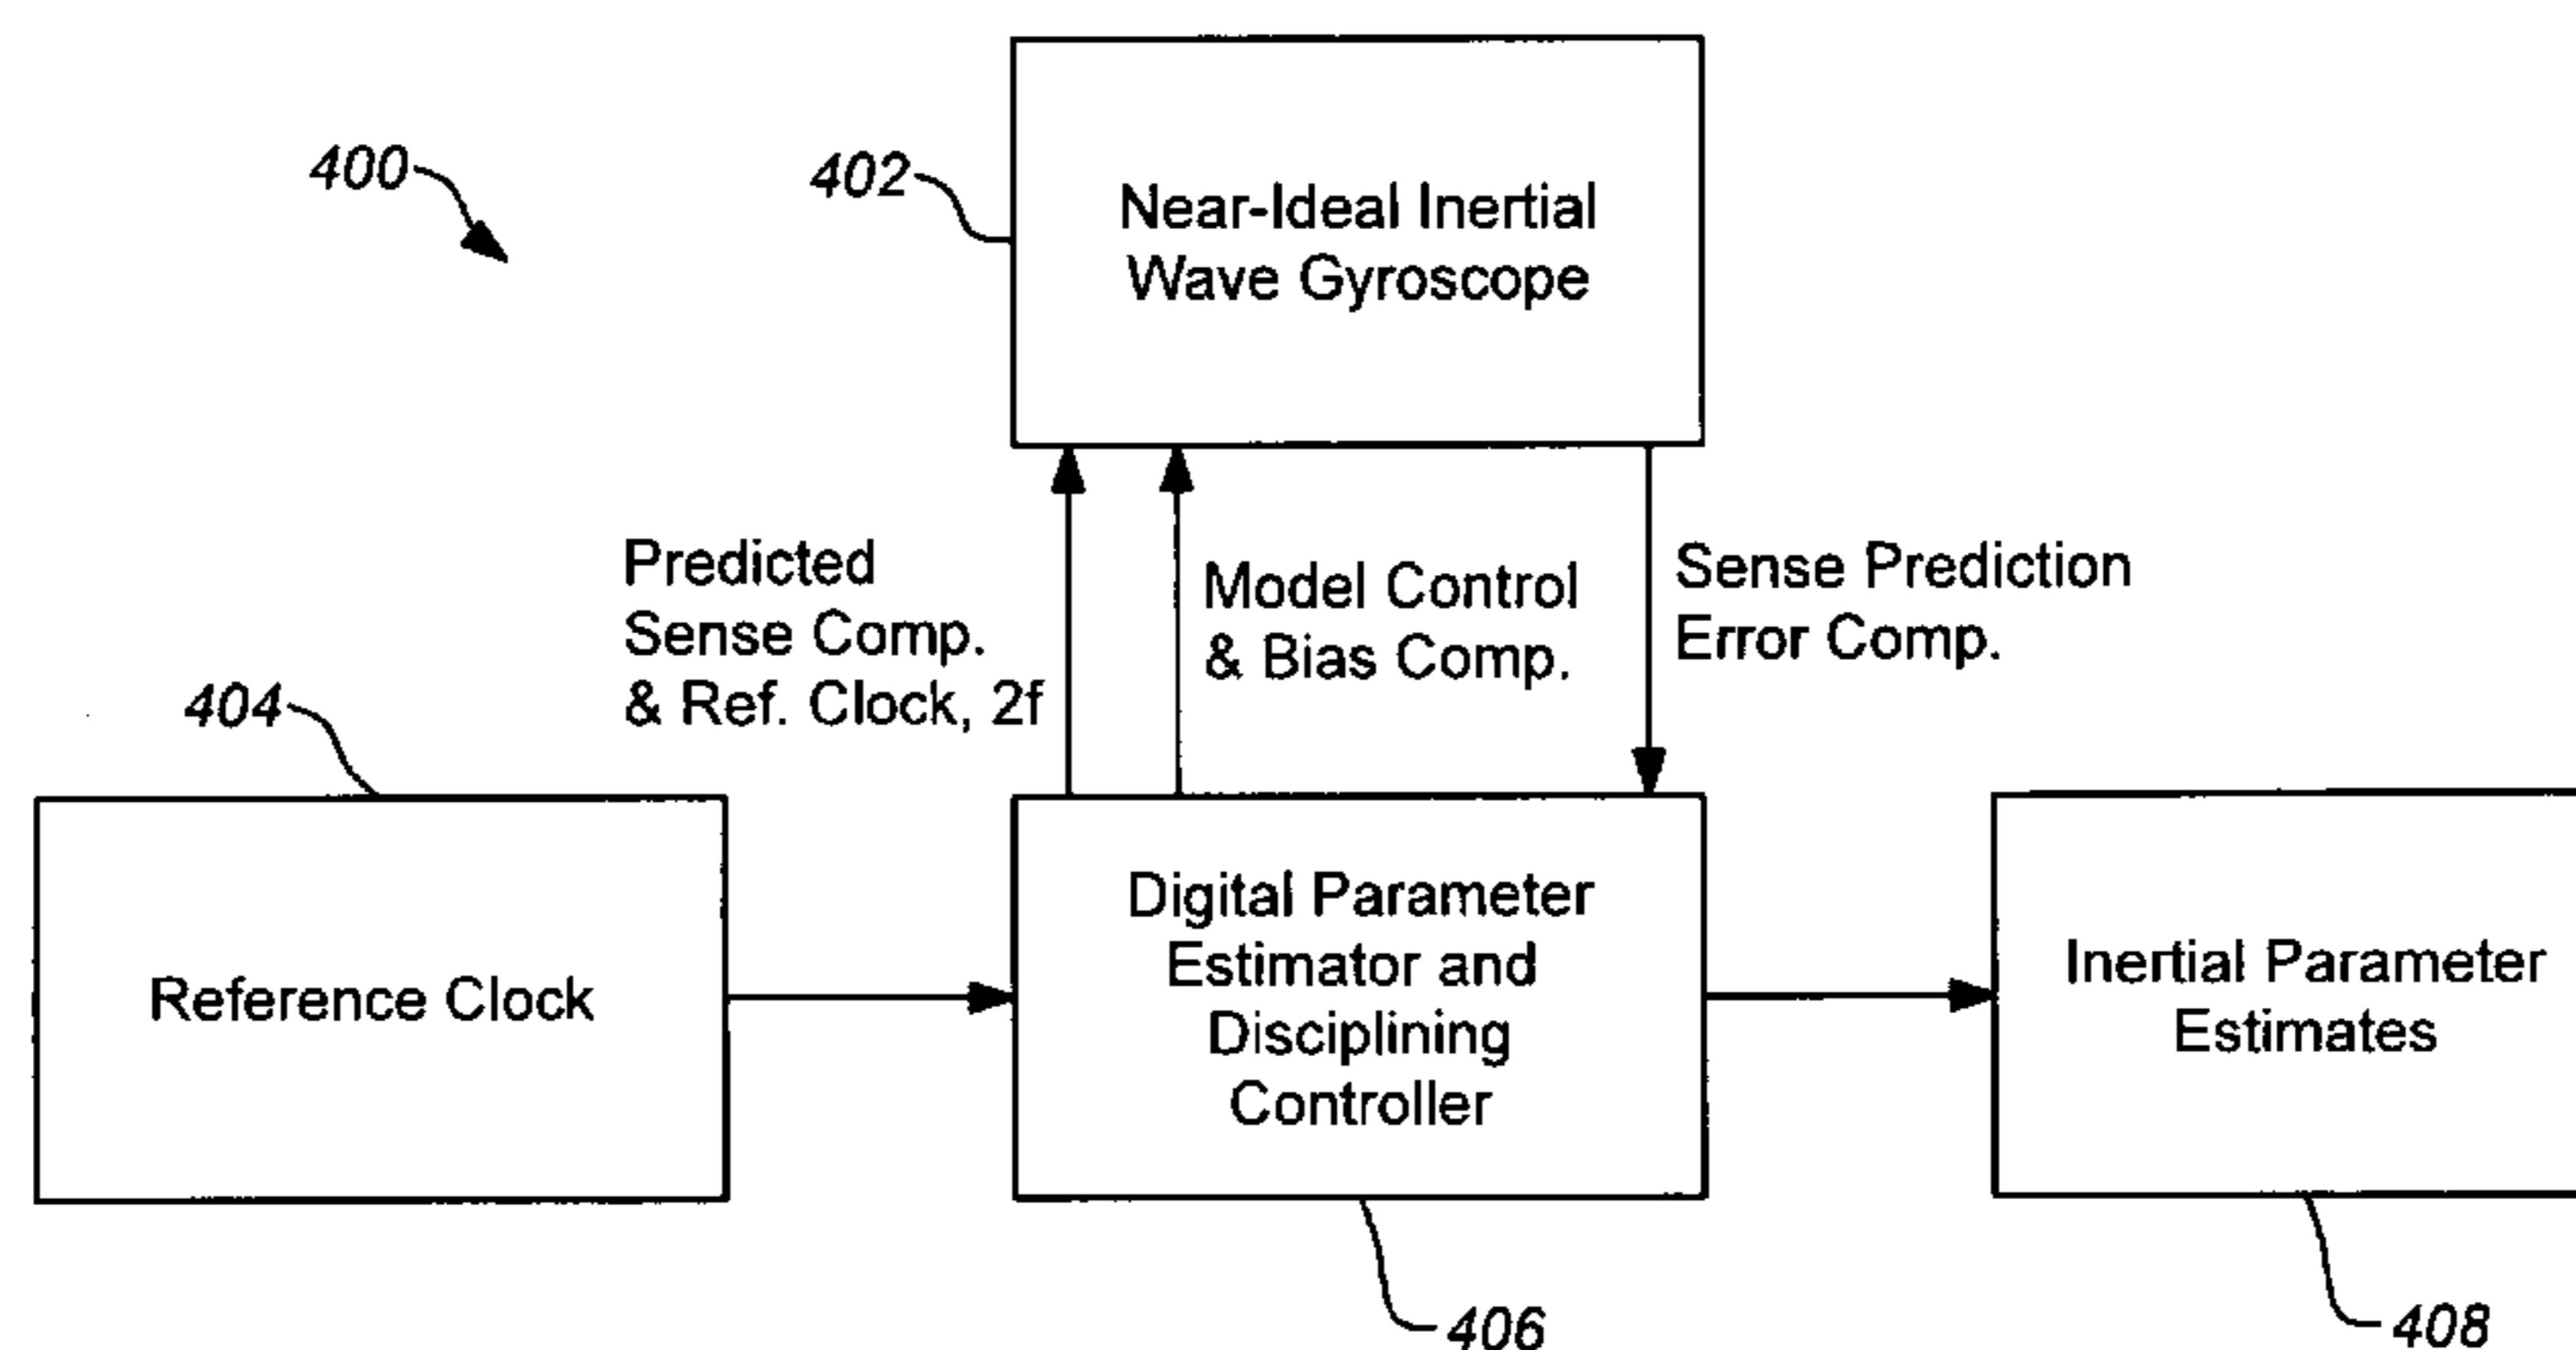 400
402
Near-Ideal Inertial
Wave Gyroscope
Predicted
Sense Comp.
& Ref. Clock, 2f
Model Control
& Bias Comp.
Sense Prediction
Error Comp.
404
Reference Clock
Digital Parameter
Estimator and
Disciplining
Controller
Inertial Parameter
Estimates
406
408